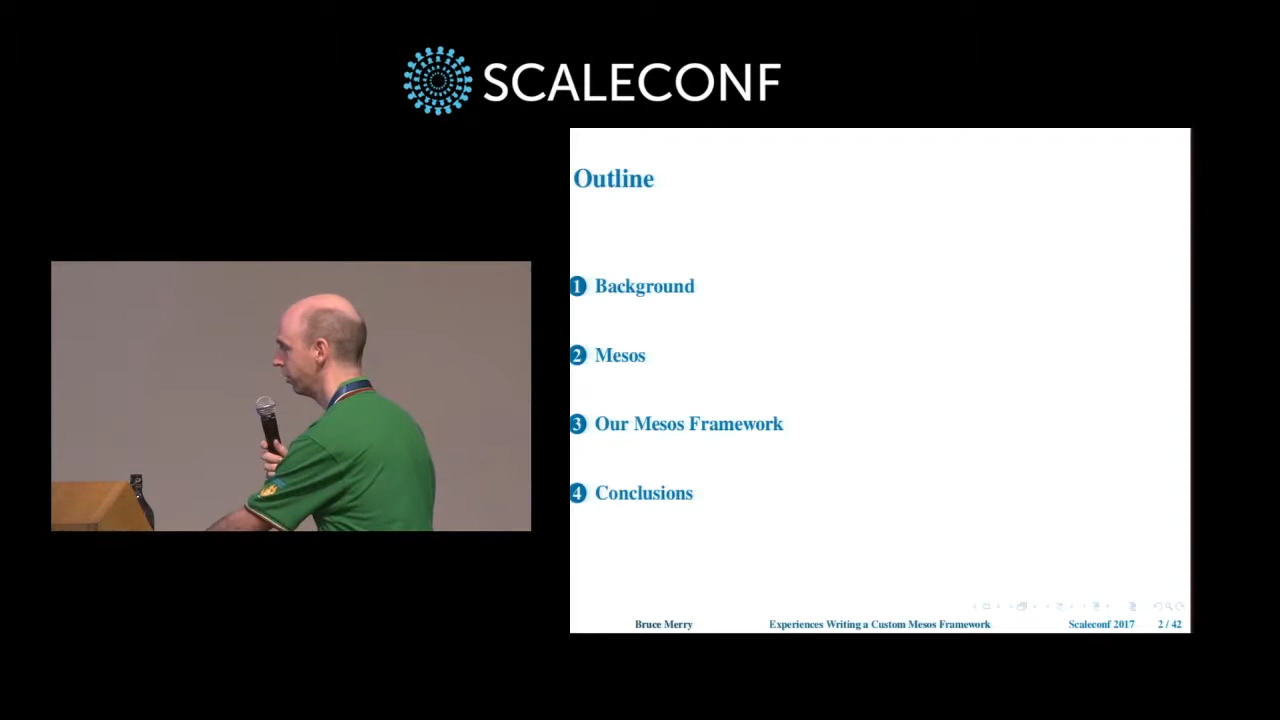 SCALECONF
Outline
1 Background
2 Mesos
3 Our Mesos Framework
4 Conclusions
Bruce Merry Experiences Writing a Custom Mesos Framework Scaleconf 2017 2 / 42